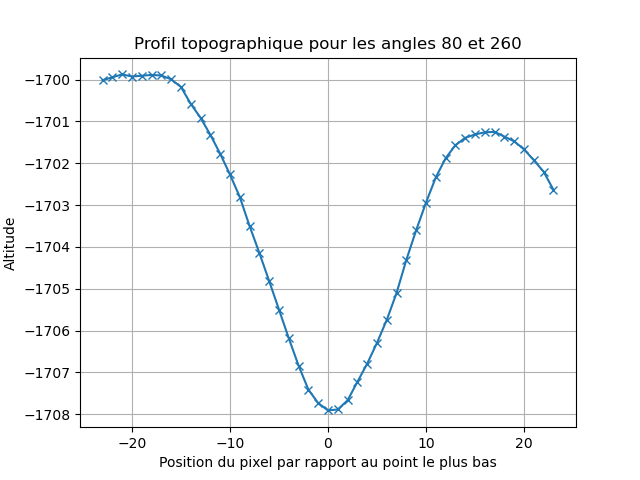 Profil topographique pour les angles 80 et 260
−1700
−1701
−1702
−1703
−1704
−1705
−1706
−1707
−1708
Altitude
−20 −10 0 10 20
Position du pixel par rapport au point le plus bas